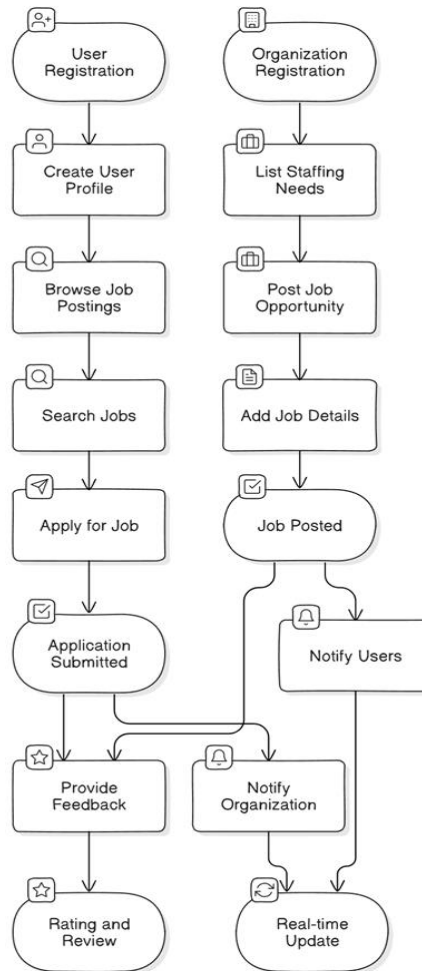 User
Registration
Organization
Registration
Create User
Profile
List Staffing
Needs
Browse Job
Postings
Post Job
Opportunity
Search Jobs
Add Job Details
Apply for Job
Job Posted
Application
Submitted
Notify Users
Provide
Feedback
Notify
Organization
Rating and
Review
Real-time
Update